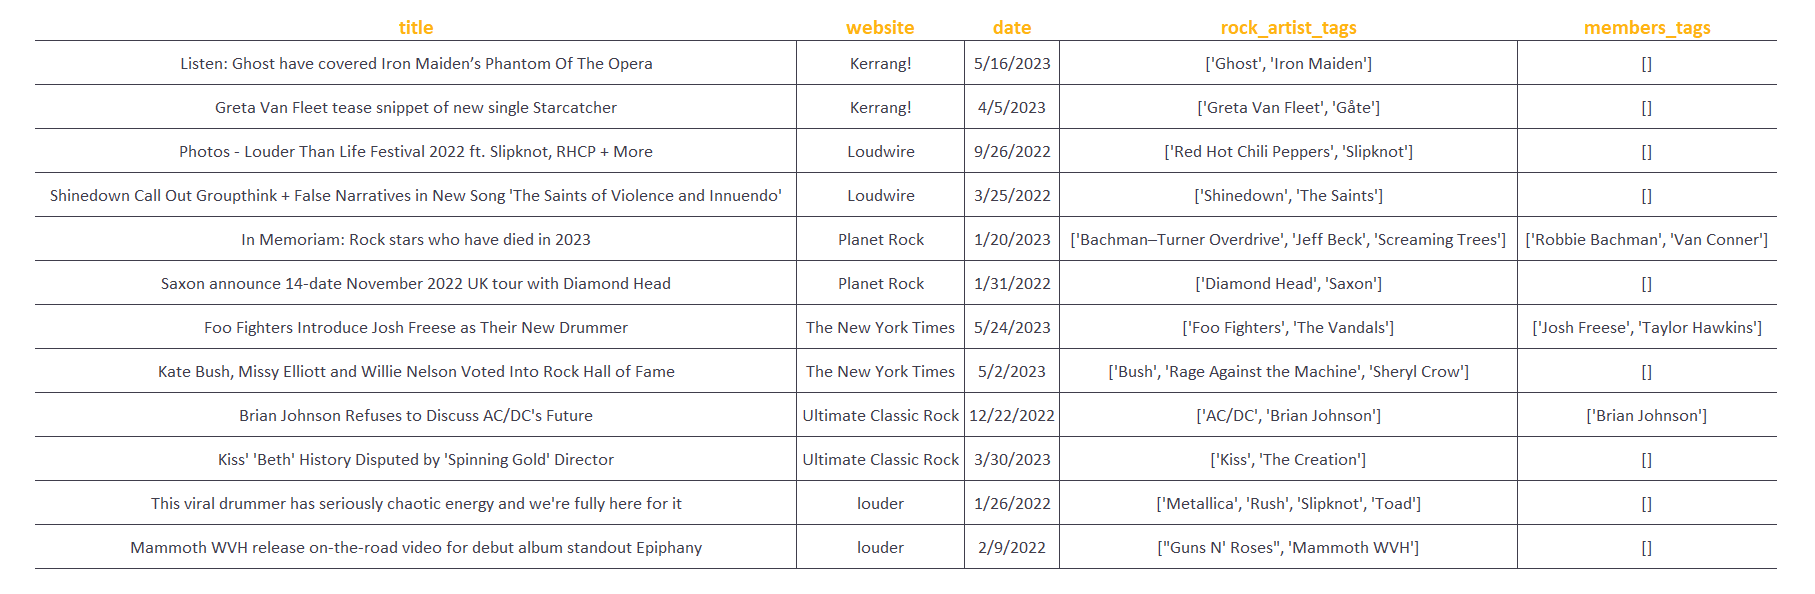 title website date rock_artist_tags members_tags
Listen: Ghost have covered Iron Maiden’s Phantom Of The Opera Kerrang! 5/16/2023 ['Ghost', 'Iron Maiden'] []
Greta Van Fleet tease snippet of new single Starcatcher Kerrang! 4/5/2023 ['Greta Van Fleet', 'Gåte'] []
Photos - Louder Than Life Festival 2022 ft. Slipknot, RHCP + More Loudwire 9/26/2022 ['Red Hot Chili Peppers', 'Slipknot'] []
Shinedown Call Out Groupthink + False Narratives in New Song 'The Saints of Violence and Innuendo' Loudwire 3/25/2022 ['Shinedown', 'The Saints'] []
In Memoriam: Rock stars who have died in 2023 Planet Rock 1/20/2023 ['Bachman–Turner Overdrive', 'Jeff Beck', 'Screaming Trees'] ['Robbie Bachman', 'Van Conner']
Saxon announce 14-date November 2022 UK tour with Diamond Head Planet Rock 1/31/2022 ['Diamond Head', 'Saxon'] []
Foo Fighters Introduce Josh Freese as Their New Drummer The New York Times 5/24/2023 ['Foo Fighters', 'The Vandals'] ['Josh Freese', 'Taylor Hawkins']
Kate Bush, Missy Elliott and Willie Nelson Voted Into Rock Hall of Fame The New York Times 5/2/2023 ['Bush', 'Rage Against the Machine', 'Sheryl Crow'] []
Brian Johnson Refuses to Discuss AC/DC's Future Ultimate Classic Rock 12/22/2022 ['AC/DC', 'Brian Johnson'] ['Brian Johnson']
Kiss' 'Beth' History Disputed by 'Spinning Gold' Director Ultimate Classic Rock 3/30/2023 ['Kiss', 'The Creation'] []
This viral drummer has seriously chaotic energy and we're fully here for it louder 1/26/2022 ['Metallica', 'Rush', 'Slipknot', 'Toad'] []
Mammoth WVH release on-the-road video for debut album standout Epiphany louder 2/9/2022 ["Guns N' Roses", 'Mammoth WVH'] []